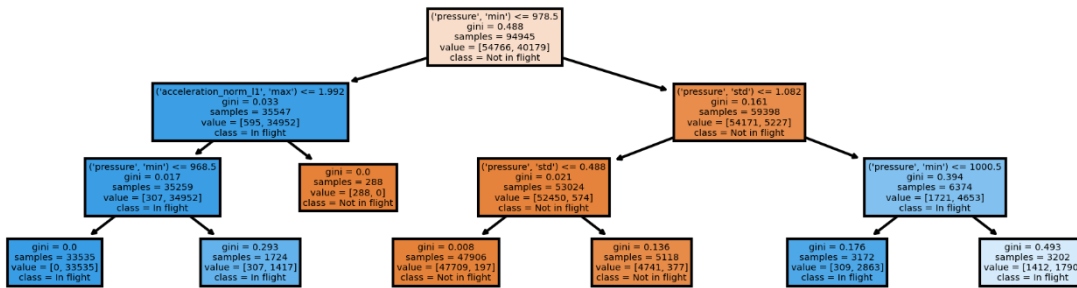 ('pressure', 'min') <= 978.5
gini = 0.488
samples = 94945
value = [54766, 40179]
class = Not in flight
('acceleration_norm_l1', 'max') <= 1.992
gini = 0.033
samples = 35547
value = [595, 34952]
class = In flight
('pressure', 'std') <= 1.082
gini = 0.161
samples = 59398
value = [54171, 5227]
class = Not in flight
('pressure', 'min') <= 968.5
gini = 0.017
samples = 35259
value = [307, 34952]
class = In flight
gini = 0.0
samples = 288
value = [288, 0]
class = Not in flight
('pressure', 'std') <= 0.488
gini = 0.021
samples = 53024
value = [52450, 574]
class = Not in flight
('pressure', 'min') <= 1000.5
gini = 0.394
samples = 6374
value = [1721, 4653]
class = In flight
gini = 0.0
samples = 33535
value = [0, 33535]
class = In flight
gini = 0.293
samples = 1724
value = [307, 1417]
class = In flight
gini = 0.008
samples = 47906
value = [47709, 197]
class = Not in flight
gini = 0.136
samples = 5118
value = [4741, 377]
class = Not in flight
gini = 0.176
samples = 3172
value = [309, 2863]
class = In flight
gini = 0.493
samples = 3202
value = [1412, 1790]
class = In flight